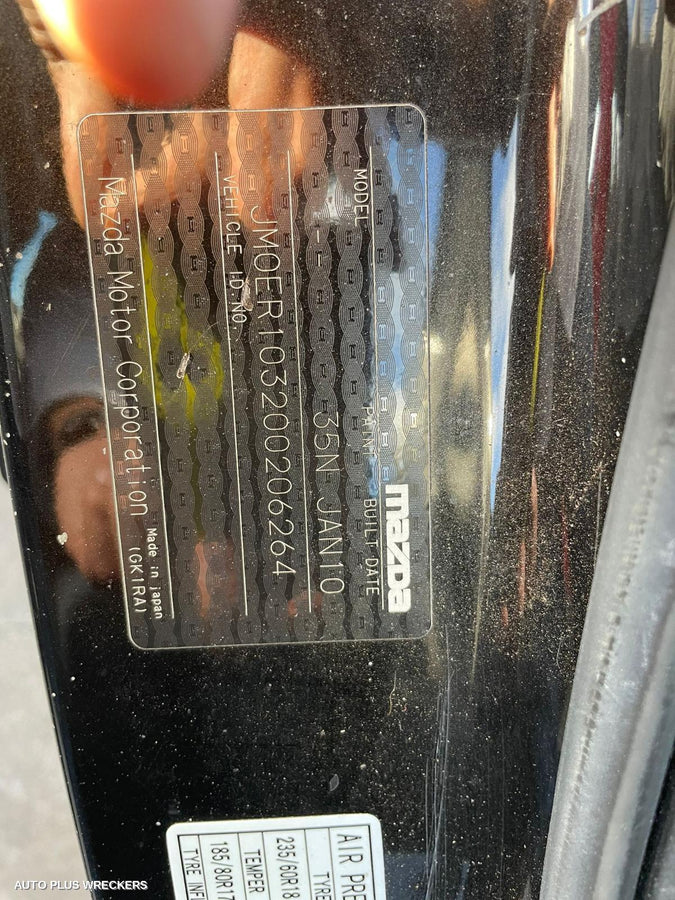 mazda
MODEL PAINT BUILT DATE
35N JAN10
VEHICLE ID.NO.
JM0ER103200206264
Mazda Motor Corporation Made in japan
(GK1RA)
AIR PRE
TYRE
235/60R18
TEMPER
185/80R17
TYRE INF
AUTO PLUS WRECKERS